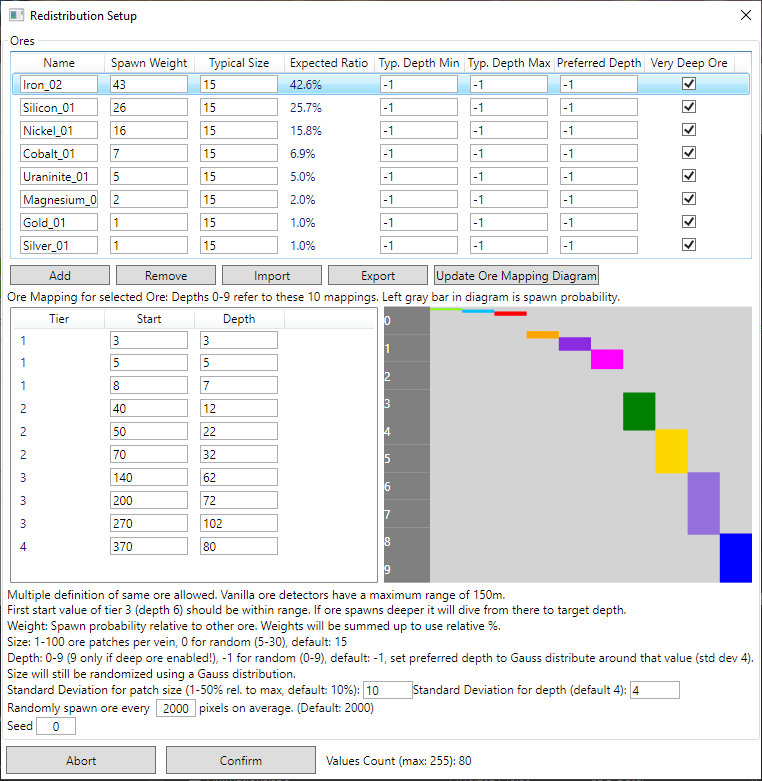 Redistribution Setup
Ores
Name Spawn Weight Typical Size Expected Ratio Typ. Depth Min Typ. Depth Max Preferred Depth Very Deep Ore
Iron_02 43 15 42.6% -1 -1 -1
Silicon_01 26 15 25.7% -1 -1 -1
Nickel_01 16 15 15.8% -1 -1 -1
Cobalt_01 7 15 6.9% -1 -1 -1
Uraninite_01 5 15 5.0% -1 -1 -1
Magnesium_0 2 15 2.0% -1 -1 -1
Gold_01 1 15 1.0% -1 -1 -1
Silver_01 1 15 1.0% -1 -1 -1
Add Remove Import Export Update Ore Mapping Diagram
Ore Mapping for selected Ore: Depths 0-9 refer to these 10 mappings. Left gray bar in diagram is spawn probability.
Tier Start Depth
1 3 3
1 5 5
1 8 7
2 40 12
2 50 22
2 70 32
3 140 62
3 200 72
3 270 102
4 370 80
0
1
2
3
4
5
6
7
8
9
Multiple definition of same ore allowed. Vanilla ore detectors have a maximum range of 150m.
First start value of tier 3 (depth 6) should be within range. If ore spawns deeper it will dive from there to target depth.
Weight: Spawn probability relative to other ore. Weights will be summed up to use relative %.
Size: 1-100 ore patches per vein, 0 for random (5-30), default: 15
Depth: 0-9 (9 only if deep ore enabled!), -1 for random (0-9), default: -1, set preferred depth to Gauss distribute around that value (std dev 4).
Size will still be randomized using a Gauss distribution.
Standard Deviation for patch size (1-50% rel. to max, default: 10%): 10 Standard Deviation for depth (default 4): 4
Randomly spawn ore every 2000 pixels on average. (Default: 2000)
Seed 0
Abort Confirm Values Count (max: 255): 80